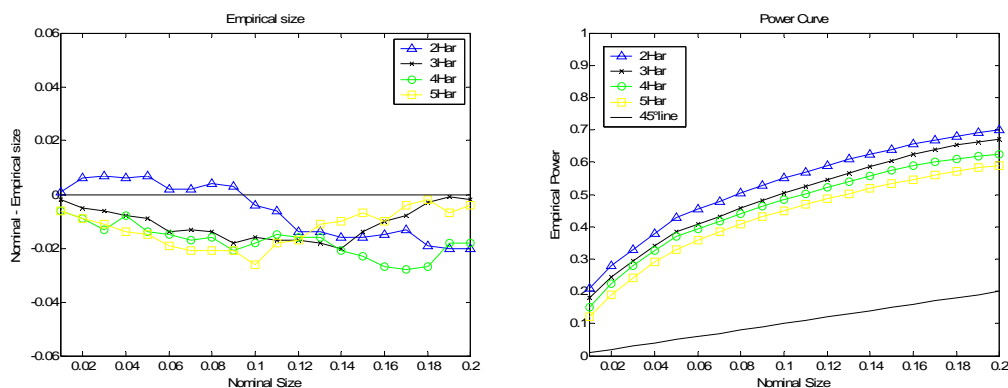 Empirical size
0.06
0.04
0.02
0
-0.02
-0.04
-0.06
Nominal - Empirical size
2Har
3Har
4Har
5Har
0.02 0.04 0.06 0.08 0.1 0.12 0.14 0.16 0.18 0.2
Nominal Size
Power Curve
1
0.9
0.8
0.7
0.6
0.5
0.4
0.3
0.2
0.1
0
Empirical Power
2Har
3Har
4Har
5Har
45°line
0.02 0.04 0.06 0.08 0.1 0.12 0.14 0.16 0.18 0.2
Nominal Size